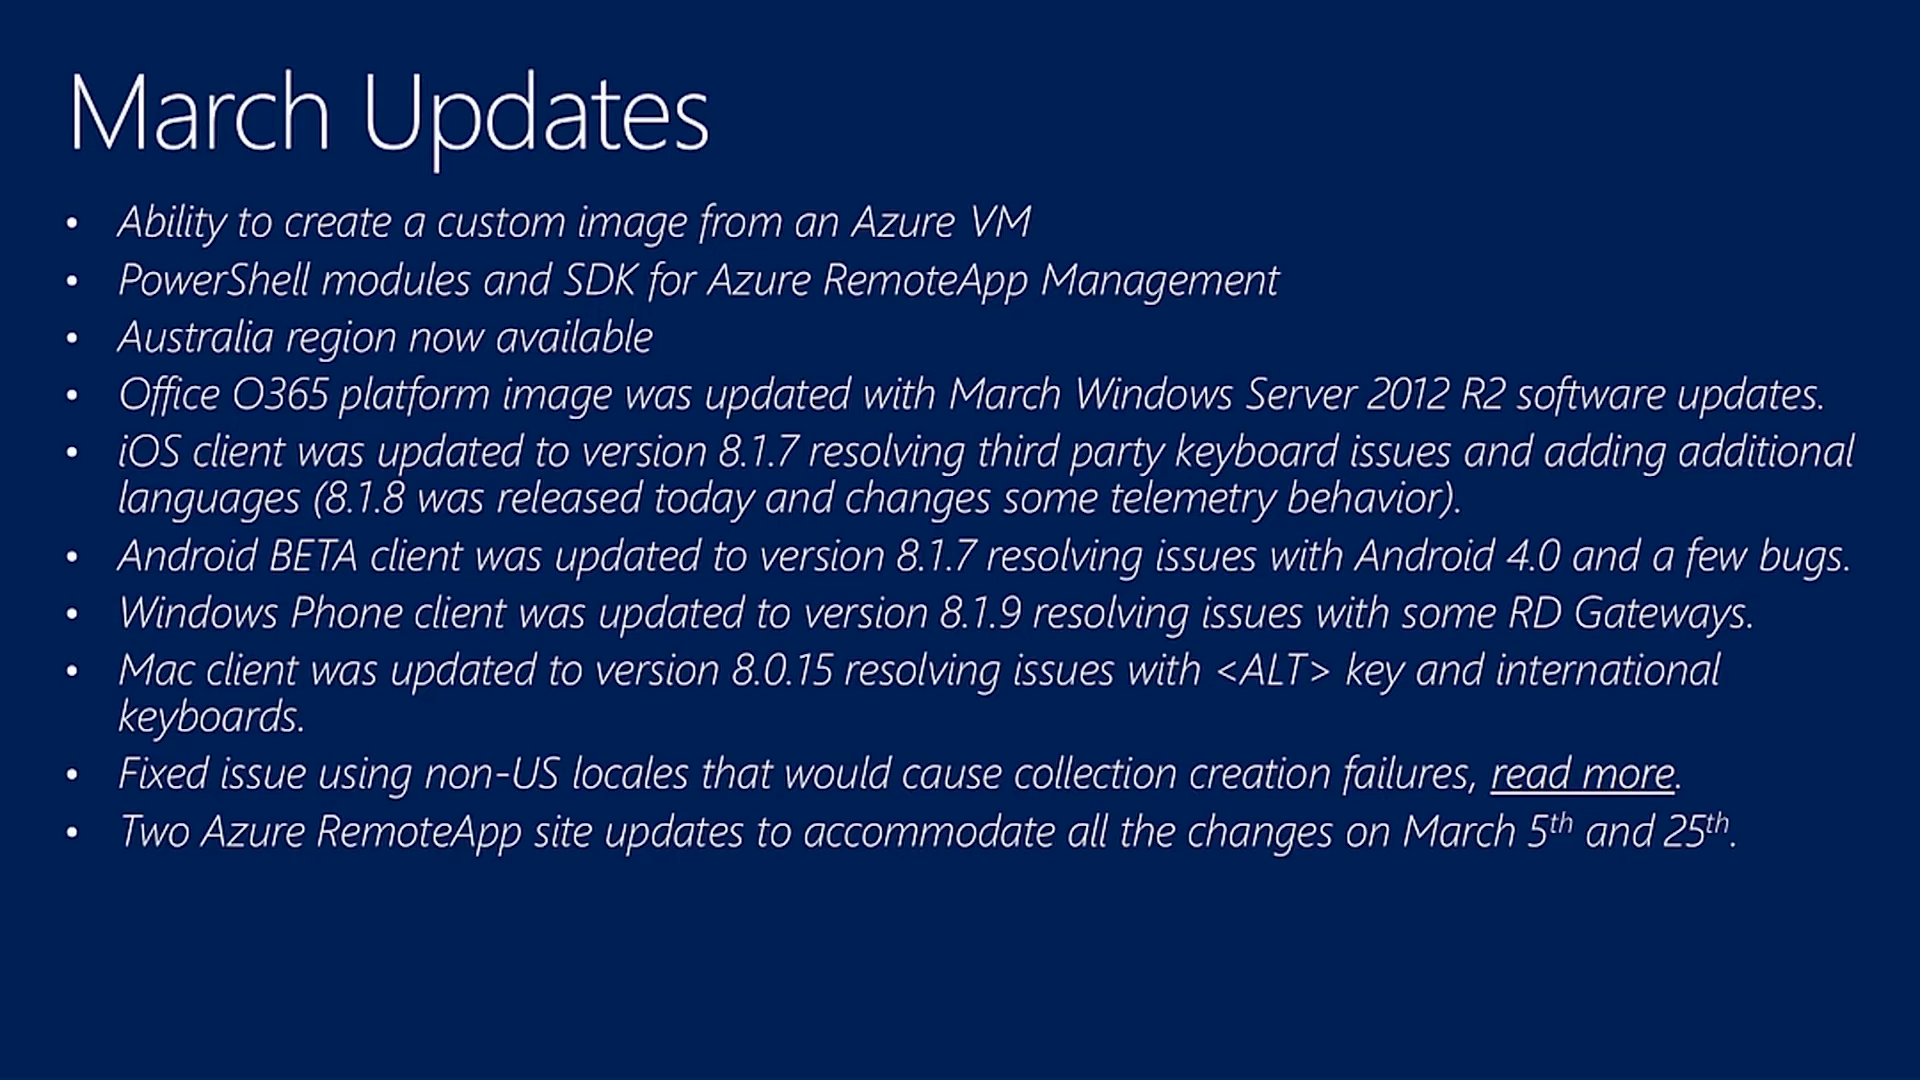 March Updates
• Ability to create a custom image from an Azure VM
• PowerShell modules and SDK for Azure RemoteApp Management
• Australia region now available
• Office O365 platform image was updated with March Windows Server 2012 R2 software updates.
• iOS client was updated to version 8.1.7 resolving third party keyboard issues and adding additional
languages (8.1.8 was released today and changes some telemetry behavior).
• Android BETA client was updated to version 8.1.7 resolving issues with Android 4.0 and a few bugs.
• Windows Phone client was updated to version 8.1.9 resolving issues with some RD Gateways.
• Mac client was updated to version 8.0.15 resolving issues with <ALT> key and international
keyboards.
• Fixed issue using non-US locales that would cause collection creation failures, read more.
• Two Azure RemoteApp site updates to accommodate all the changes on March 5th and 25th.